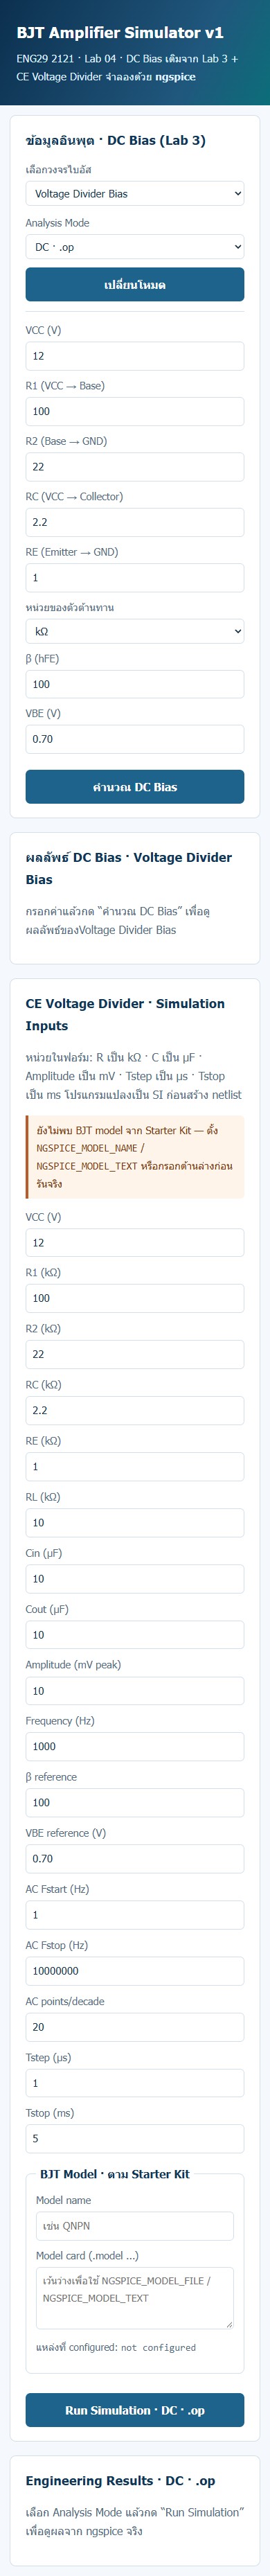 BJT Amplifier Simulator v1
ENG29 2121 · Lab 04 · DC Bias เดิมจาก Lab 3 +
CE Voltage Divider จำลองด้วย ngspice
ข้อมูลอินพุต · DC Bias (Lab 3)
เลือกวงจรไบอัส
Voltage Divider Bias
Analysis Mode
DC · .op
เปลี่ยนโหมด
VCC (V)
12
R1 (VCC → Base)
100
R2 (Base → GND)
22
RC (VCC → Collector)
2.2
RE (Emitter → GND)
1
หน่วยของตัวต้านทาน
kΩ
β (hFE)
100
VBE (V)
0.70
คำนวณ DC Bias
ผลลัพธ์ DC Bias · Voltage Divider
Bias
กรอกค่าแล้วกด “คำนวณ DC Bias” เพื่อดู
ผลลัพธ์ของVoltage Divider Bias
CE Voltage Divider · Simulation
Inputs
หน่วยในฟอร์ม: R เป็น kΩ · C เป็น µF ·
Amplitude เป็น mV · Tstep เป็น µs · Tstop
เป็น ms โปรแกรมแปลงเป็น SI ก่อนสร้าง netlist
ยังไม่พบ BJT model จาก Starter Kit — ตั้ง
NGSPICE_MODEL_NAME /
NGSPICE_MODEL_TEXT หรือกรอกด้านล่างก่อน
รันจริง
VCC (V)
12
R1 (kΩ)
100
R2 (kΩ)
22
RC (kΩ)
2.2
RE (kΩ)
1
RL (kΩ)
10
Cin (µF)
10
Cout (µF)
10
Amplitude (mV peak)
10
Frequency (Hz)
1000
β reference
100
VBE reference (V)
0.70
AC Fstart (Hz)
1
AC Fstop (Hz)
10000000
AC points/decade
20
Tstep (µs)
1
Tstop (ms)
5
BJT Model · ตาม Starter Kit
Model name
เช่น QNPN
Model card (.model ...)
เว้นว่างเพื่อใช้ NGSPICE_MODEL_FILE /
NGSPICE_MODEL_TEXT
แหล่งที่ configured: not configured
Run Simulation · DC · .op
Engineering Results · DC · .op
เลือก Analysis Mode แล้วกด “Run Simulation”
เพื่อดูผลจาก ngspice จริง